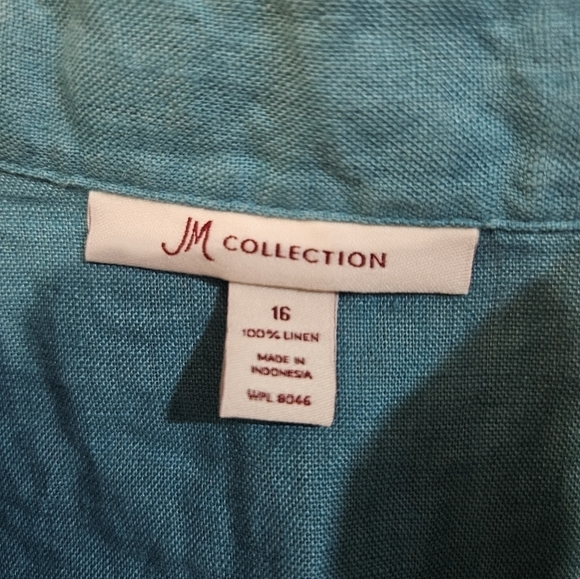 JM COLLECTION
16
100% LINEN
MADE IN
INDONESIA
WPL 8046